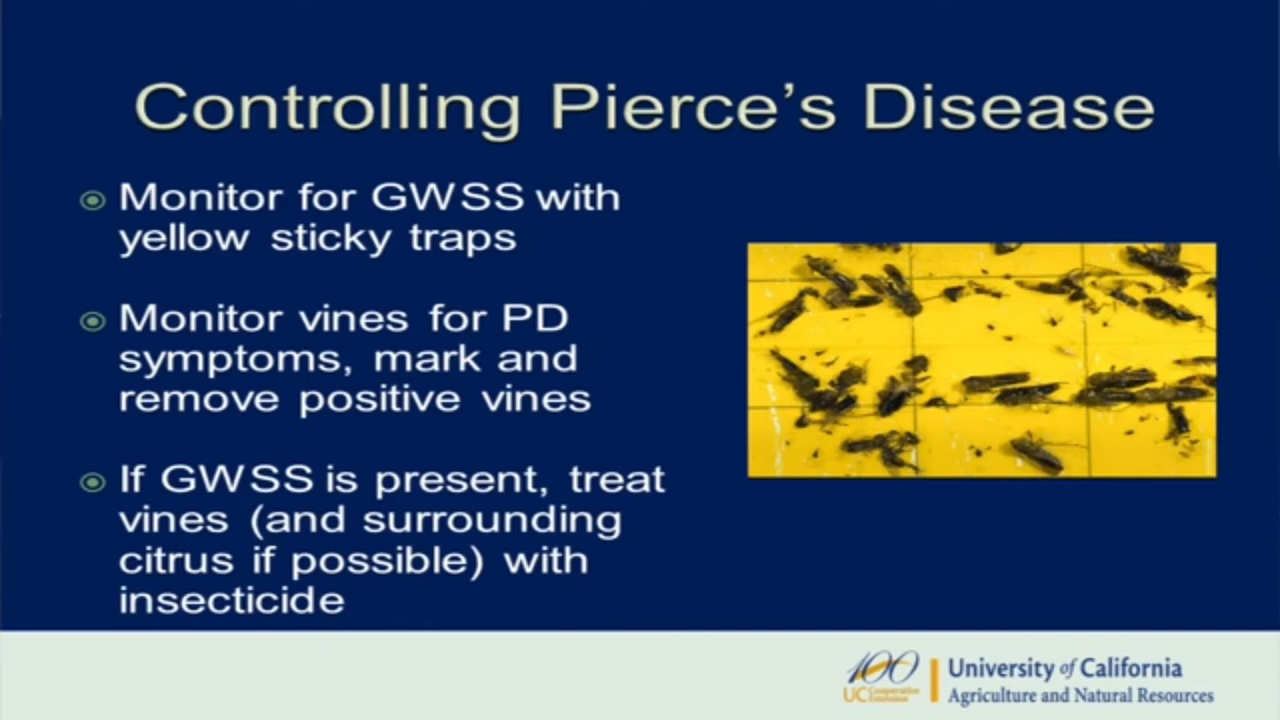 Controlling Pierce's Disease
Monitor for GWSS with
yellow sticky traps
Monitor vines for PD
symptoms, mark and
remove positive vines
If GWSS is present, treat
vines (and surrounding
citrus if possible) with
insecticide
100
UC Cooperative
Extension
University of California
Agriculture and Natural Resources